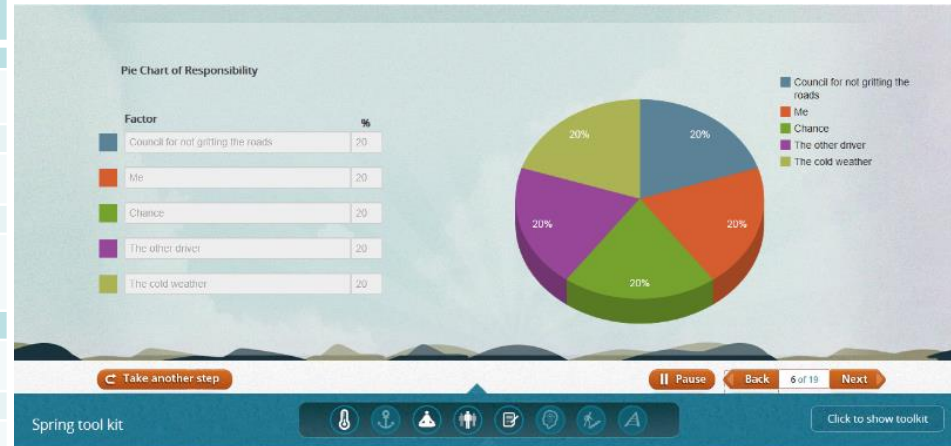 Pie Chart of Responsibility
Factor %
Council for not gritting the roads 20
Me 20
Chance 20
The other driver 20
The cold weather 20
20%
20%
20%
20%
20%
Council for not gritting the
roads
Me
Chance
The other driver
The cold weather
Take another step
Pause
Back
6 of 19
Next
Spring tool kit
Click to show toolkit